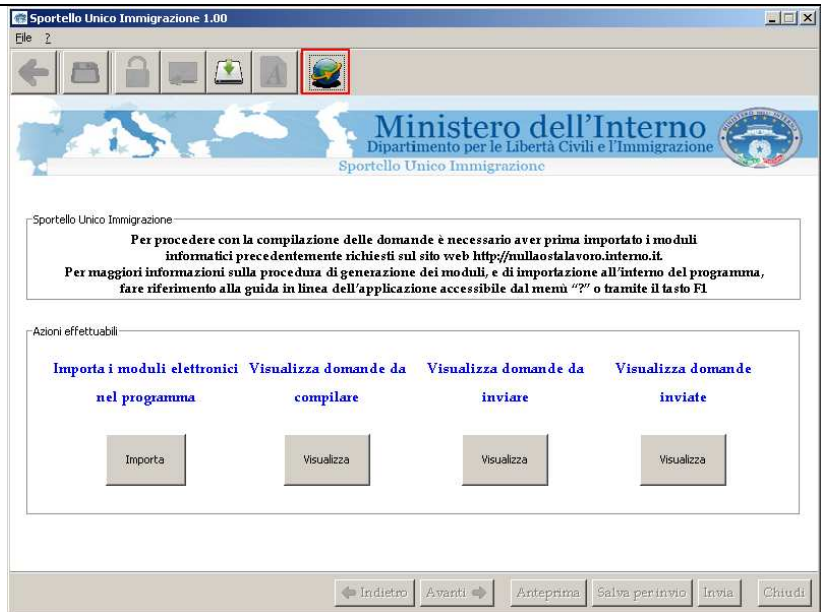 Sportello Unico Immigrazione 1.00
File ?
A
Ministero dell'Interno
Dipartimento per le Libertà Civili e l'Immigrazione
Sportello Unico Immigrazione
Sportello Unico Immigrazione
Per procedere con la compilazione delle domande è necessario aver prima importato i moduli
informatici precedentemente richiesti sul sito web http://nullaostalavoro.interno.it.
Per maggiori informazioni sulla procedura di generazione dei moduli, e di importazione all'interno del programma,
fare riferimento alla guida in linea dell'applicazione accessibile dal menù "?" o tramite il tasto F1
Azioni effettuabili
Importa i moduli elettronici nel programma
Visualizza domande da compilare
Visualizza domande da inviare
Visualizza domande inviate
Importa Visualizza Visualizza Visualizza
Indietro Avanti Anteprima Salva per invio Invia Chiudi